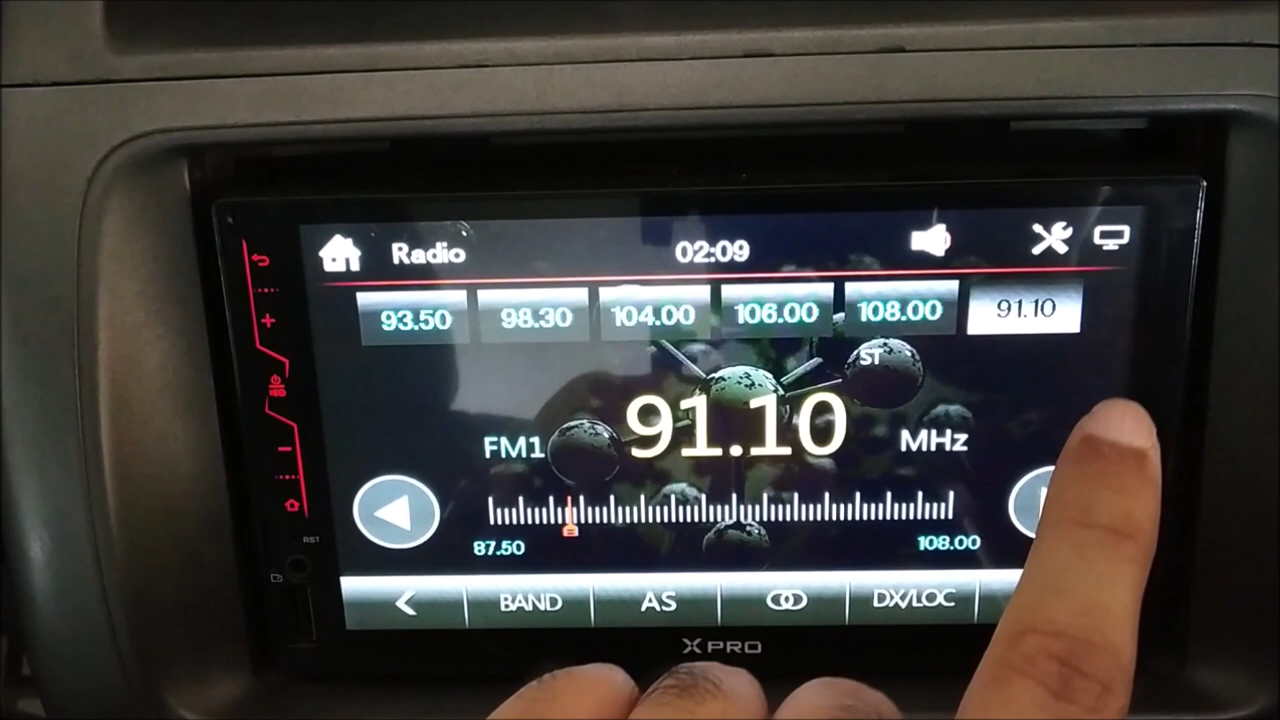 Radio 02:09
93.50 98.30 104.00 106.00 108.00 91.10
ST
FM1 91.10 MHz
87.50 108.00
BAND AS DX/LOC
RST
XPRO